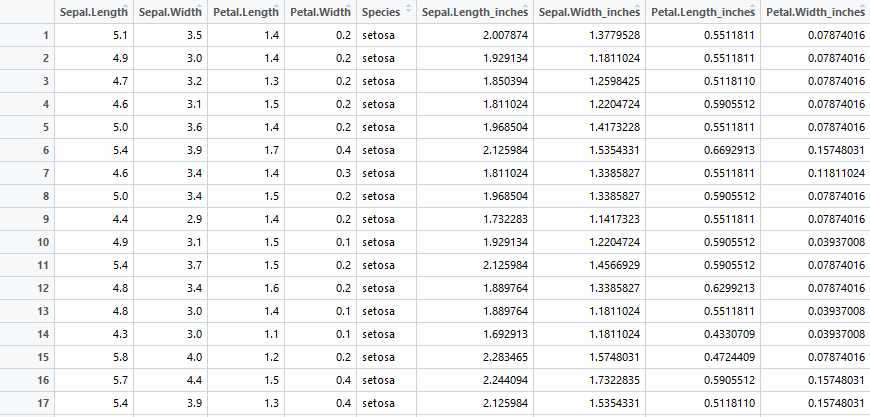 Sepal.Length Sepal.Width Petal.Length Petal.Width Species Sepal.Length_inches Sepal.Width_inches Petal.Length_inches Petal.Width_inches
1 5.1 3.5 1.4 0.2 setosa 2.007874 1.3779528 0.5511811 0.07874016
2 4.9 3.0 1.4 0.2 setosa 1.929134 1.1811024 0.5511811 0.07874016
3 4.7 3.2 1.3 0.2 setosa 1.850394 1.2598425 0.5118110 0.07874016
4 4.6 3.1 1.5 0.2 setosa 1.811024 1.2204724 0.5905512 0.07874016
5 5.0 3.6 1.4 0.2 setosa 1.968504 1.4173228 0.5511811 0.07874016
6 5.4 3.9 1.7 0.4 setosa 2.125984 1.5354331 0.6692913 0.15748031
7 4.6 3.4 1.4 0.3 setosa 1.811024 1.3385827 0.5511811 0.11811024
8 5.0 3.4 1.5 0.2 setosa 1.968504 1.3385827 0.5905512 0.07874016
9 4.4 2.9 1.4 0.2 setosa 1.732283 1.1417323 0.5511811 0.07874016
10 4.9 3.1 1.5 0.1 setosa 1.929134 1.2204724 0.5905512 0.03937008
11 5.4 3.7 1.5 0.2 setosa 2.125984 1.4566929 0.5905512 0.07874016
12 4.8 3.4 1.6 0.2 setosa 1.889764 1.3385827 0.6299213 0.07874016
13 4.8 3.0 1.4 0.1 setosa 1.889764 1.1811024 0.5511811 0.03937008
14 4.3 3.0 1.1 0.1 setosa 1.692913 1.1811024 0.4330709 0.03937008
15 5.8 4.0 1.2 0.2 setosa 2.283465 1.5748031 0.4724409 0.07874016
16 5.7 4.4 1.5 0.4 setosa 2.244094 1.7322835 0.5905512 0.15748031
17 5.4 3.9 1.3 0.4 setosa 2.125984 1.5354331 0.5118110 0.15748031